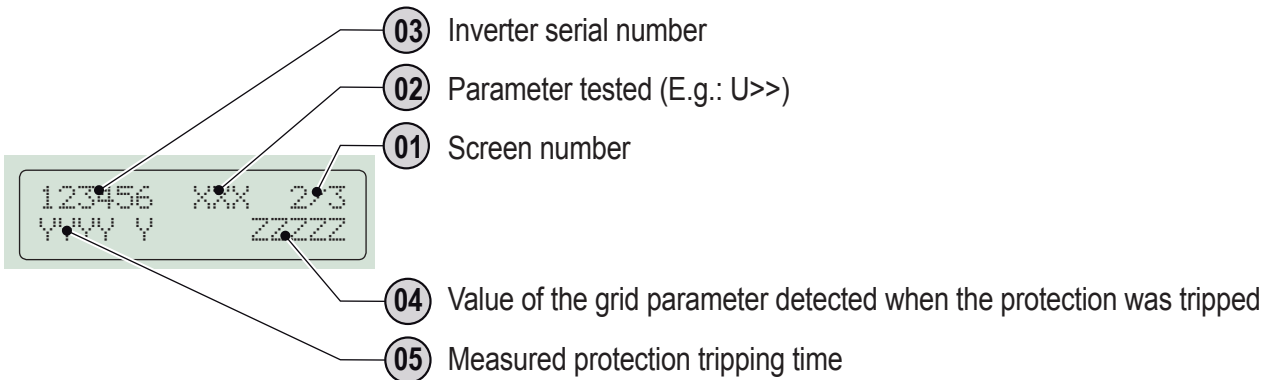 03 Inverter serial number
02 Parameter tested (E.g.: U>>)
01 Screen number
123456 XXX 2/3
YYYY Y ZZZZZ
04 Value of the grid parameter detected when the protection was tripped
05 Measured protection tripping time